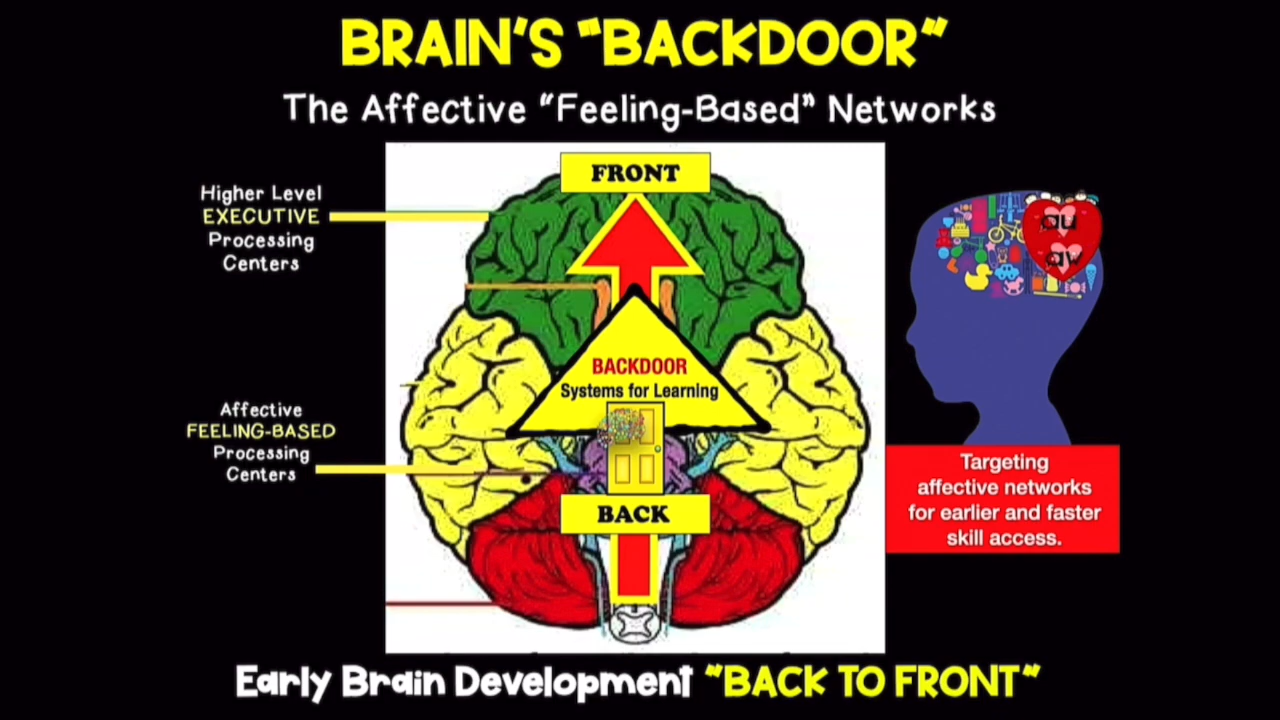 BRAIN'S "BACKDOOR"
The Affective "Feeling-Based" Networks
FRONT
Higher Level
EXECUTIVE
Processing
Centers
au
aw
BACKDOOR
Systems for Learning
Affective
FEELING-BASED
Processing
Centers
BACK
Targeting
affective networks
for earlier and faster
skill access.
Early Brain Development "BACK TO FRONT"